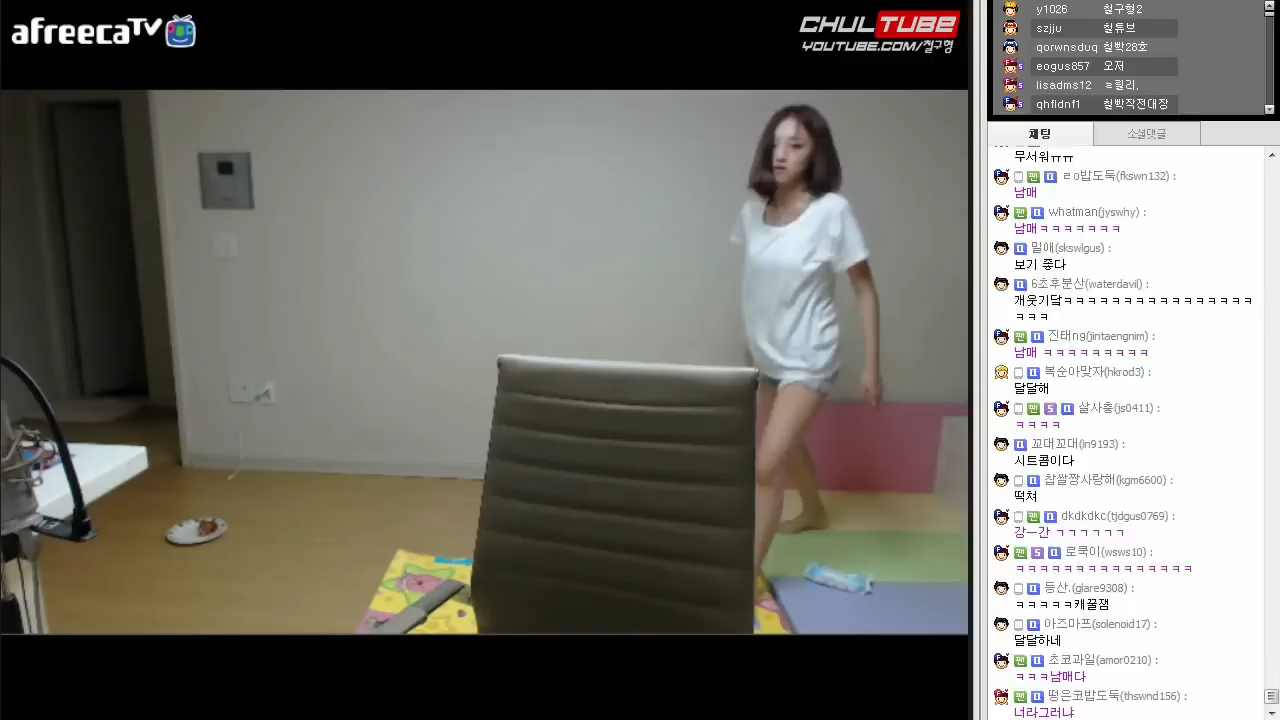 afreecaTV
CHULTUBE
YOUTUBE.COM/철구형
y1026 철구형2
szjju 철튜브
qorwnsduq 철빡28호
eogus857 오저
lisadms12 ㄹ릴리,
qhfldnf1 철빡작전대장
채팅 소셜댓글
무서워ㅠㅠ
ㄹㅇ밥도둑(fkswn132) :
남매
whatman(jyswhy) :
남매ㅋㅋㅋㅋㅋㅋㅋ
밀애(skswlgus) :
보기 좋다
6초후분산(waterdavil) :
개웃기닼ㅋㅋㅋㅋㅋㅋㅋㅋㅋㅋㅋㅋㅋㅋㅋ
ㅋㅋㅋ
진태ng(jintaengnim) :
남매 ㅋㅋㅋㅋㅋㅋㅋㅋㅋ
복순아맞자(hkrod3) :
달달해
살사충(js0411) :
ㅋㅋㅋㅋ
꼬대꼬대(in9193) :
시트콤이다
찹쌀짱사랑해(kgm6600) :
떡쳐
dkdkdkc(tjdgus0769) :
강ㅡ간 ㄱㄱㄱㄱㄱㄱ
로쿡이(wsws10) :
ㅋㅋㅋㅋㅋㅋㅋㅋㅋㅋㅋㅋㅋㅋㅋ
등산,(glare9308) :
ㅋㅋㅋㅋㅋ캐꿀잼
아즈마프(solenoid17) :
달달하네
초코과일(amor0210) :
ㅋㅋㅋ남매다
떵은코밥도둑(thswnd156) :
너라그러냐